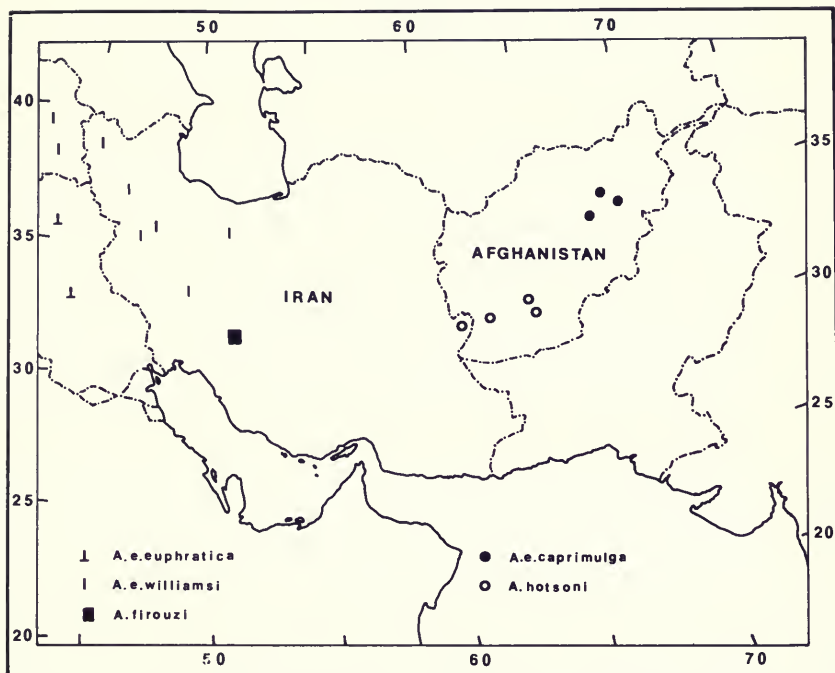 50 60 70
40
35
35
AFGHANISTAN
30
IRAN
30
25
25
20
A.e.euphratica A.e.caprimulga
A.e.williamsi A.hotsoni
A.firouzi
20
50 60 70